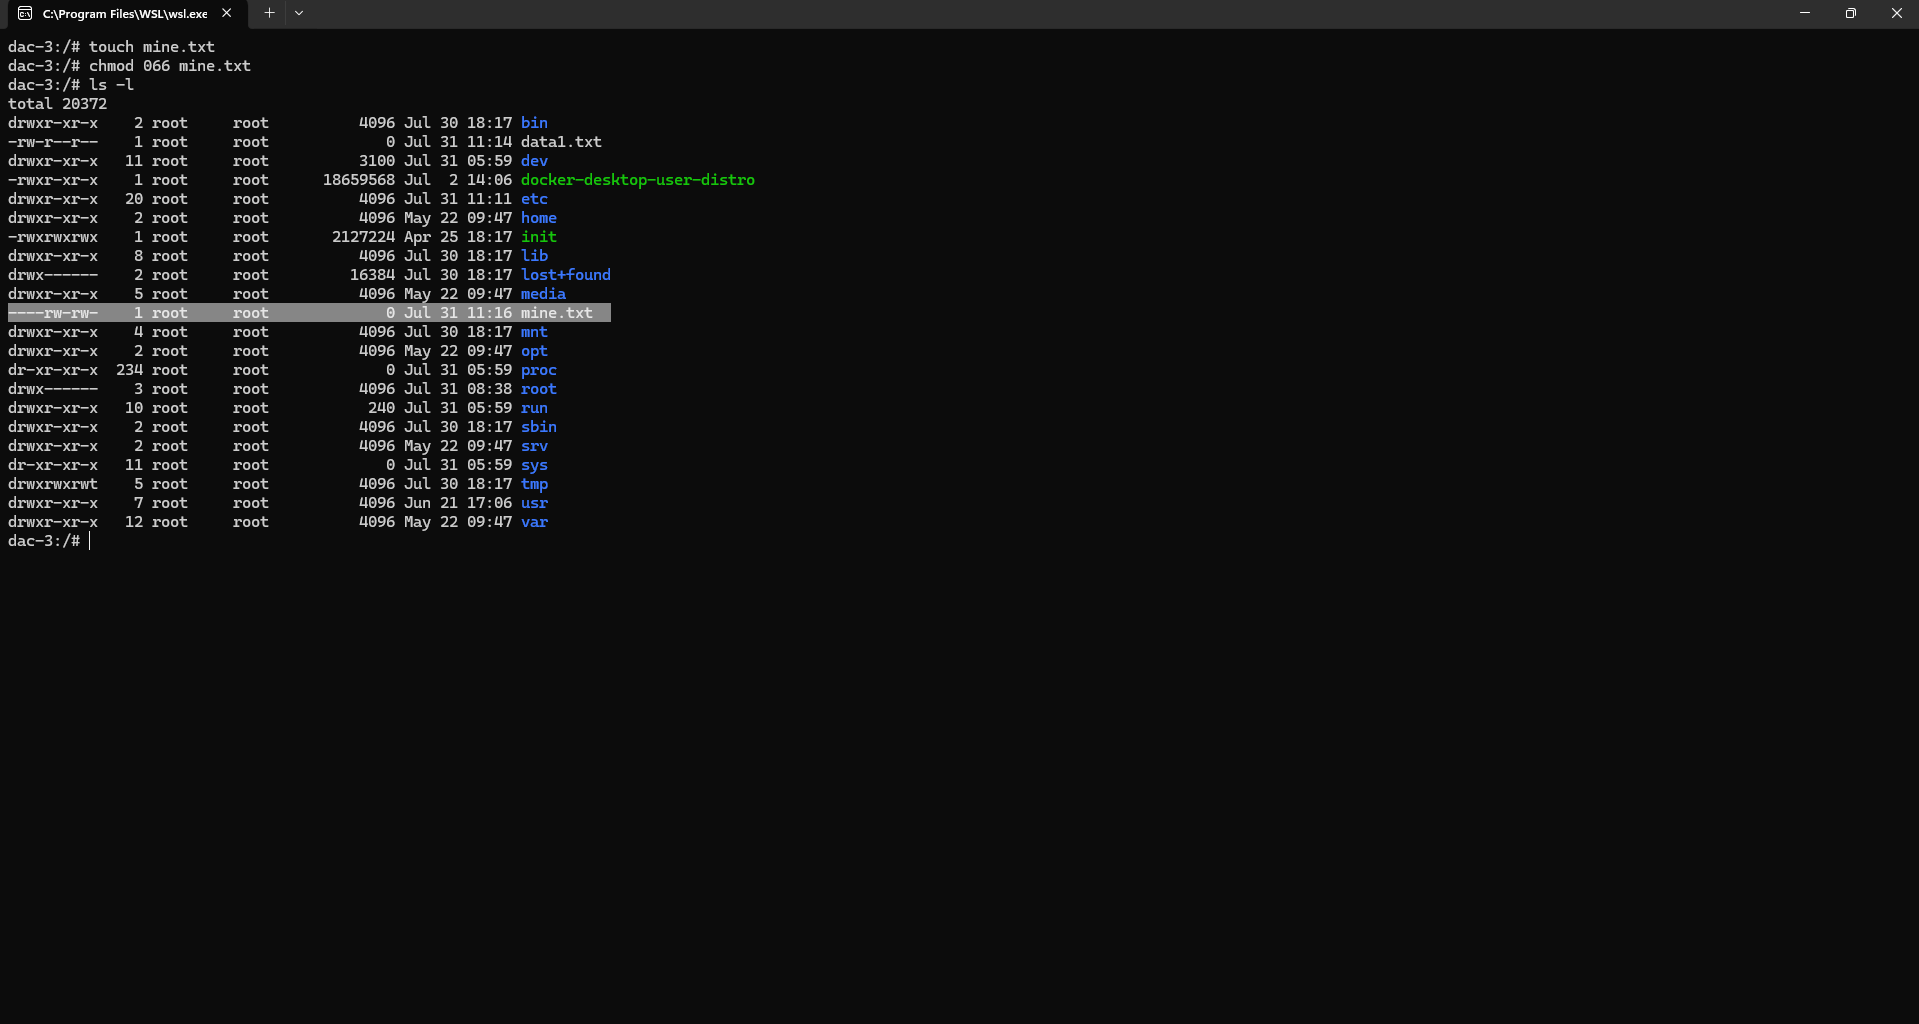 C:\Program Files\WSL\wsl.exe
dac-3:/# touch mine.txt
dac-3:/# chmod 066 mine.txt
dac-3:/# ls -l
total 20372
drwxr-xr-x    2 root     root          4096 Jul 30 18:17 bin
-rw-r--r--    1 root     root             0 Jul 31 11:14 data1.txt
drwxr-xr-x   11 root     root          3100 Jul 31 05:59 dev
-rwxr-xr-x    1 root     root      18659568 Jul  2 14:06 docker-desktop-user-distro
drwxr-xr-x   20 root     root          4096 Jul 31 11:11 etc
drwxr-xr-x    2 root     root          4096 May 22 09:47 home
-rwxrwxrwx    1 root     root       2127224 Apr 25 18:17 init
drwxr-xr-x    8 root     root          4096 Jul 30 18:17 lib
drwx------    2 root     root         16384 Jul 30 18:17 lost+found
drwxr-xr-x    5 root     root          4096 May 22 09:47 media
----rw-rw-    1 root     root             0 Jul 31 11:16 mine.txt
drwxr-xr-x    4 root     root          4096 Jul 30 18:17 mnt
drwxr-xr-x    2 root     root          4096 May 22 09:47 opt
dr-xr-xr-x  234 root     root             0 Jul 31 05:59 proc
drwx------    3 root     root          4096 Jul 31 08:38 root
drwxr-xr-x   10 root     root           240 Jul 31 05:59 run
drwxr-xr-x    2 root     root          4096 Jul 30 18:17 sbin
drwxr-xr-x    2 root     root          4096 May 22 09:47 srv
dr-xr-xr-x   11 root     root             0 Jul 31 05:59 sys
drwxrwxrwt    5 root     root          4096 Jul 30 18:17 tmp
drwxr-xr-x    7 root     root          4096 Jun 21 17:06 usr
drwxr-xr-x   12 root     root          4096 May 22 09:47 var
dac-3:/#